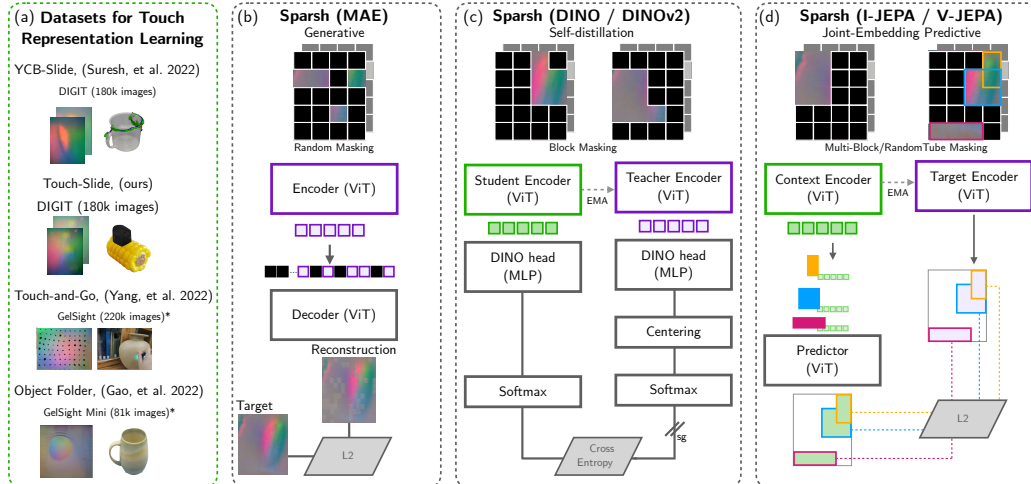 (a) Datasets for Touch
Representation Learning
YCB-Slide, (Suresh, et al. 2022)
DIGIT (180k images)
Touch-Slide, (ours)
DIGIT (180k images)
Touch-and-Go, (Yang, et al. 2022)
GelSight (220k images)*
Object Folder, (Gao, et al. 2022)
GelSight Mini (81k images)*
(b) Sparsh (MAE)
Generative
Random Masking
Encoder (ViT)
Decoder (ViT)
Reconstruction
Target
L2
(c) Sparsh (DINO / DINOv2)
Self-distillation
Block Masking
Student Encoder
(ViT)
EMA
Teacher Encoder
(ViT)
DINO head
(MLP)
DINO head
(MLP)
Centering
Softmax
Softmax
sg
Cross
Entropy
(d) Sparsh (I-JEPA / V-JEPA)
Joint-Embedding Predictive
Multi-Block/RandomTube Masking
Context Encoder
(ViT)
EMA
Target Encoder
(ViT)
Predictor
(ViT)
L2